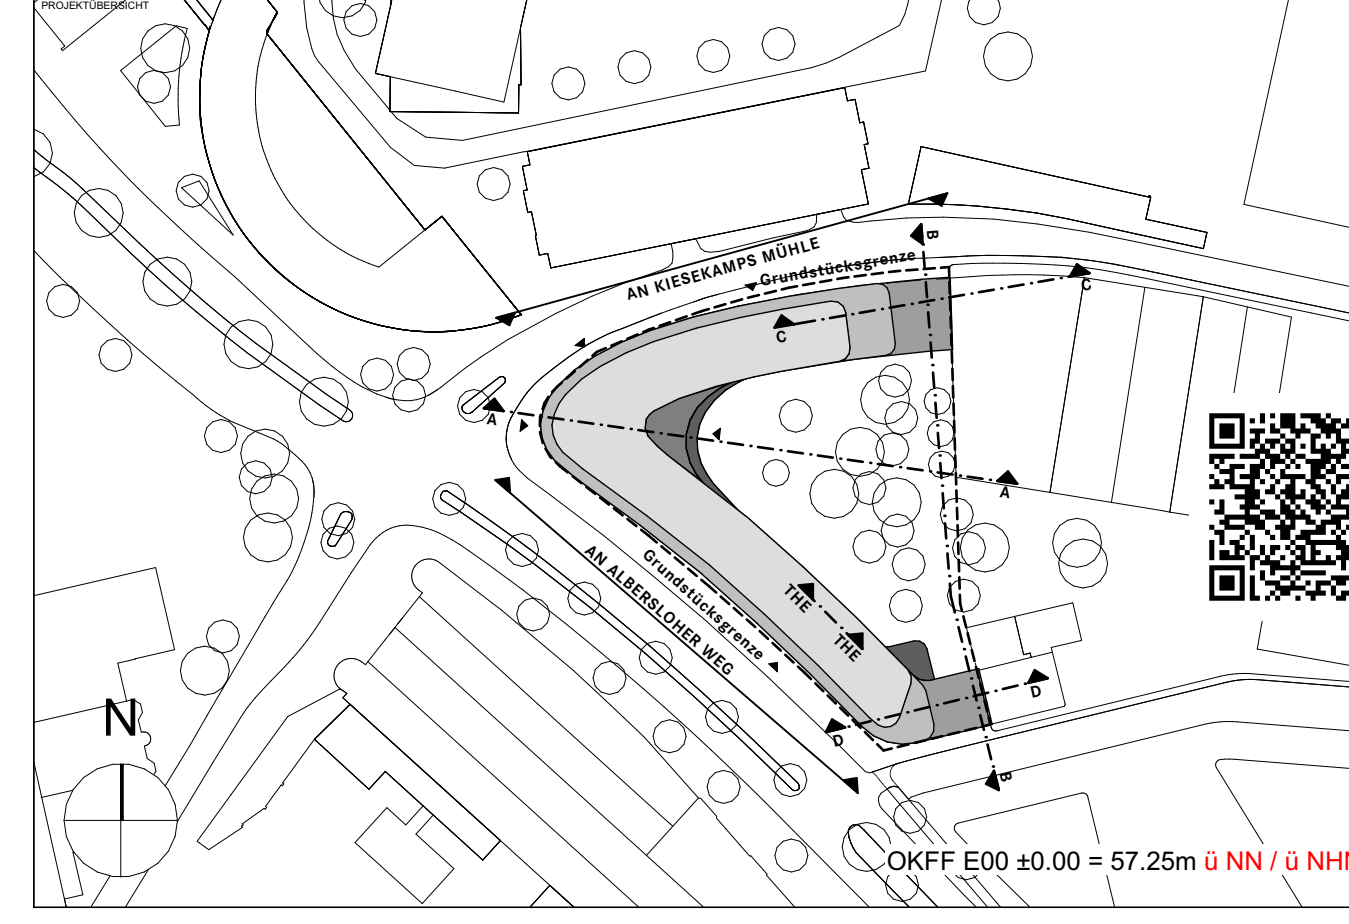 PROJEKTÜBERSICHT
AN KIESEKAMPS MÜHLE
Grundstücksgrenze
B
C
C
A
A
Grundstücksgrenze
AN ALBERSLOHER WEG
THE
THE
D
D
B
N
OKFF E00 ±0.00 = 57.25m ü NN / ü NHN